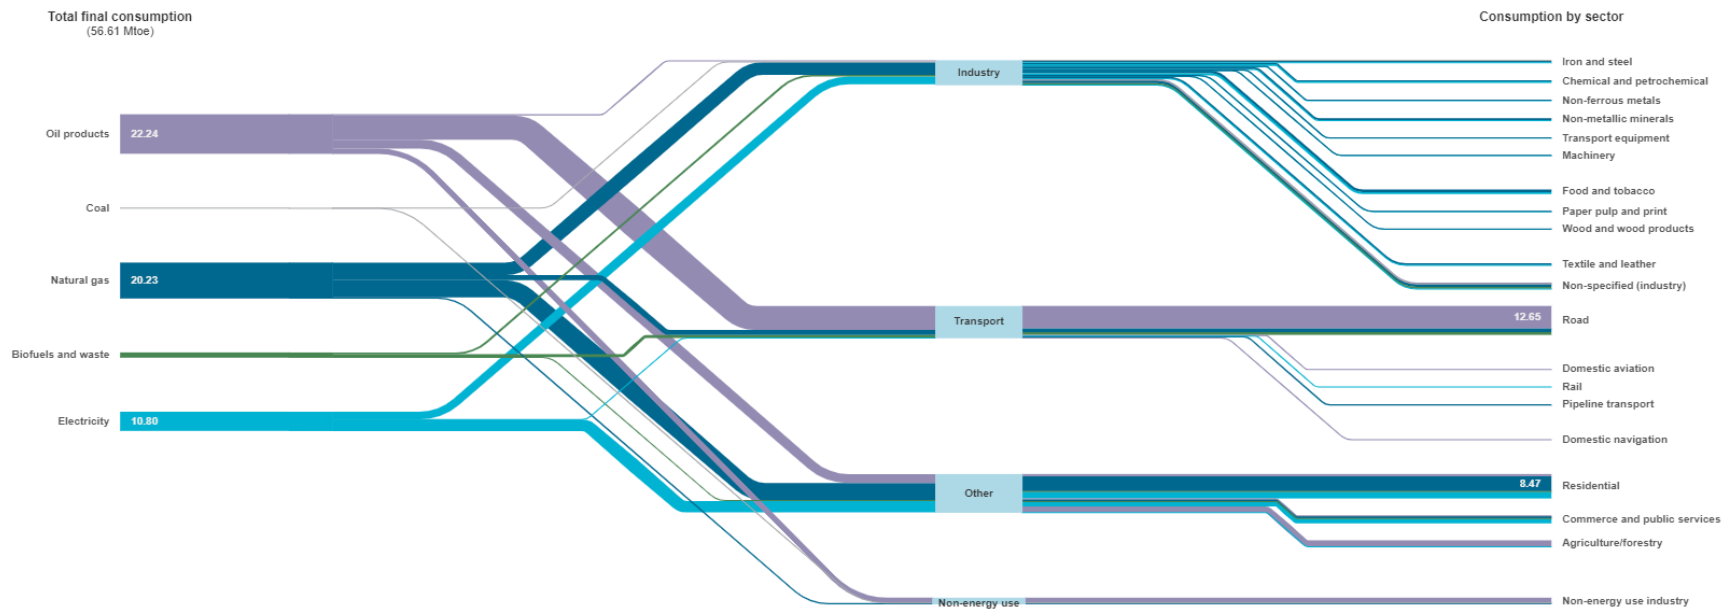 Total final consumption
(56.61 Mtoe)
Consumption by sector
Oil products
22.24
Coal
Natural gas
20.23
Biofuels and waste
Electricity
10.80
Industry
Transport
Other
Non-energy use
Iron and steel
Chemical and petrochemical
Non-ferrous metals
Non-metallic minerals
Transport equipment
Machinery
Food and tobacco
Paper pulp and print
Wood and wood products
Textile and leather
Non-specified (industry)
12.65
Road
Domestic aviation
Rail
Pipeline transport
Domestic navigation
8.47
Residential
Commerce and public services
Agriculture/forestry
Non-energy use industry